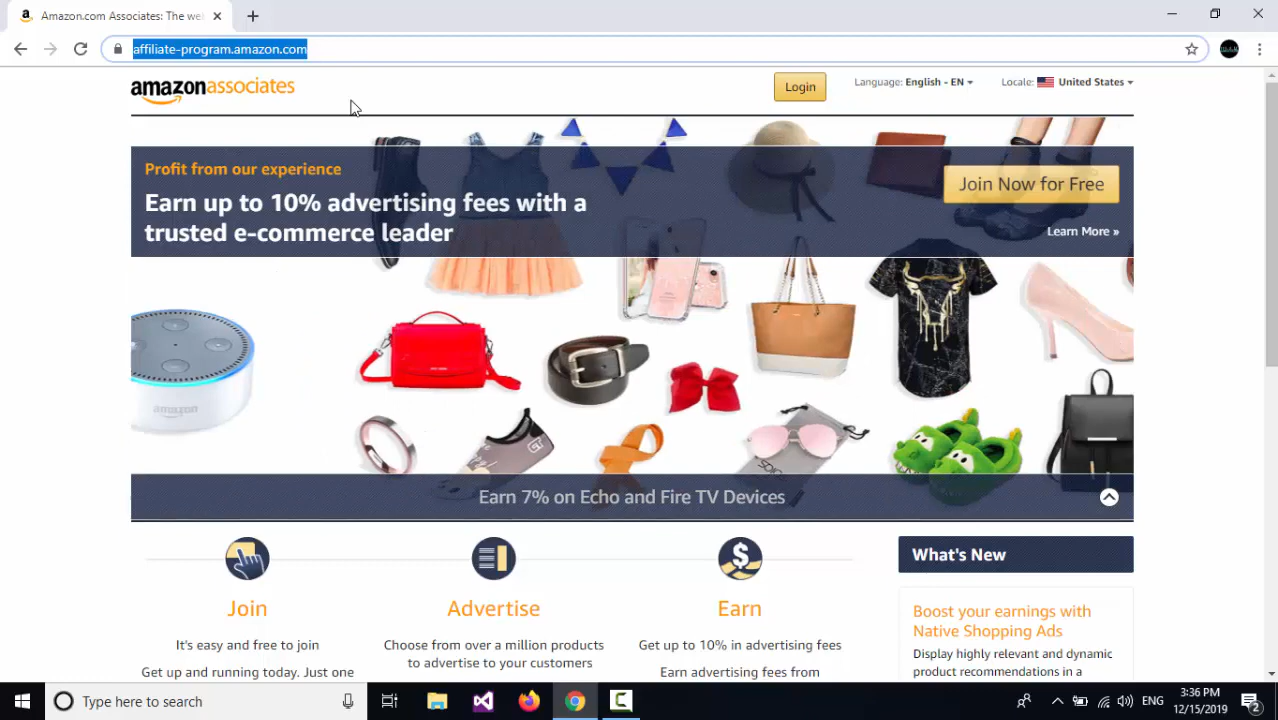 Amazon.com Associates: The we
affiliate-program.amazon.com
amazonassociates
Login
Language: English - EN
Locale: United States
Profit from our experience
Earn up to 10% advertising fees with a
trusted e-commerce leader
Join Now for Free
Learn More »
amazon
Earn 7% on Echo and Fire TV Devices
Join
Advertise
Earn
What's New
It's easy and free to join
Choose from over a million products
to advertise to your customers
Get up to 10% in advertising fees
Boost your earnings with
Native Shopping Ads
Get up and running today. Just one
Earn advertising fees from
Display highly relevant and dynamic
product recommendations in a
Type here to search
ENG
3:36 PM
12/15/2019
2